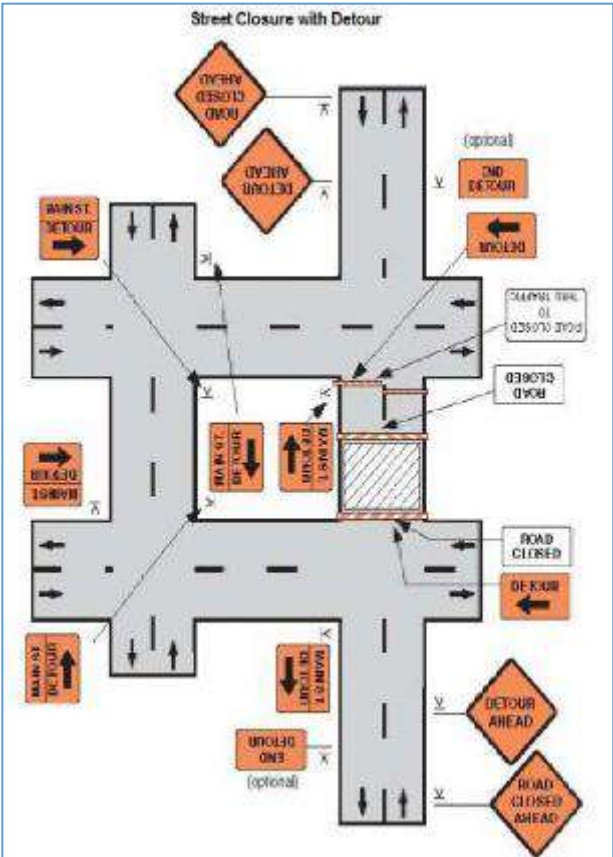 Street Closure with Detour
ROAD
CLOSED
AHEAD
DETOUR
AHEAD
(optional)
END
DETOUR
MAIN ST.
DETOUR
DETOUR
ROAD CLOSED
TO
THRU TRAFFIC
ROAD
CLOSED
MAIN ST.
DETOUR
MAIN ST.
DETOUR
MAIN ST.
DETOUR
ROAD
CLOSED
DETOUR
MAIN ST
DETOUR
MAIN ST.
DETOUR
DETOUR
AHEAD
END
DETOUR
(optional)
ROAD
CLOSED
AHEAD